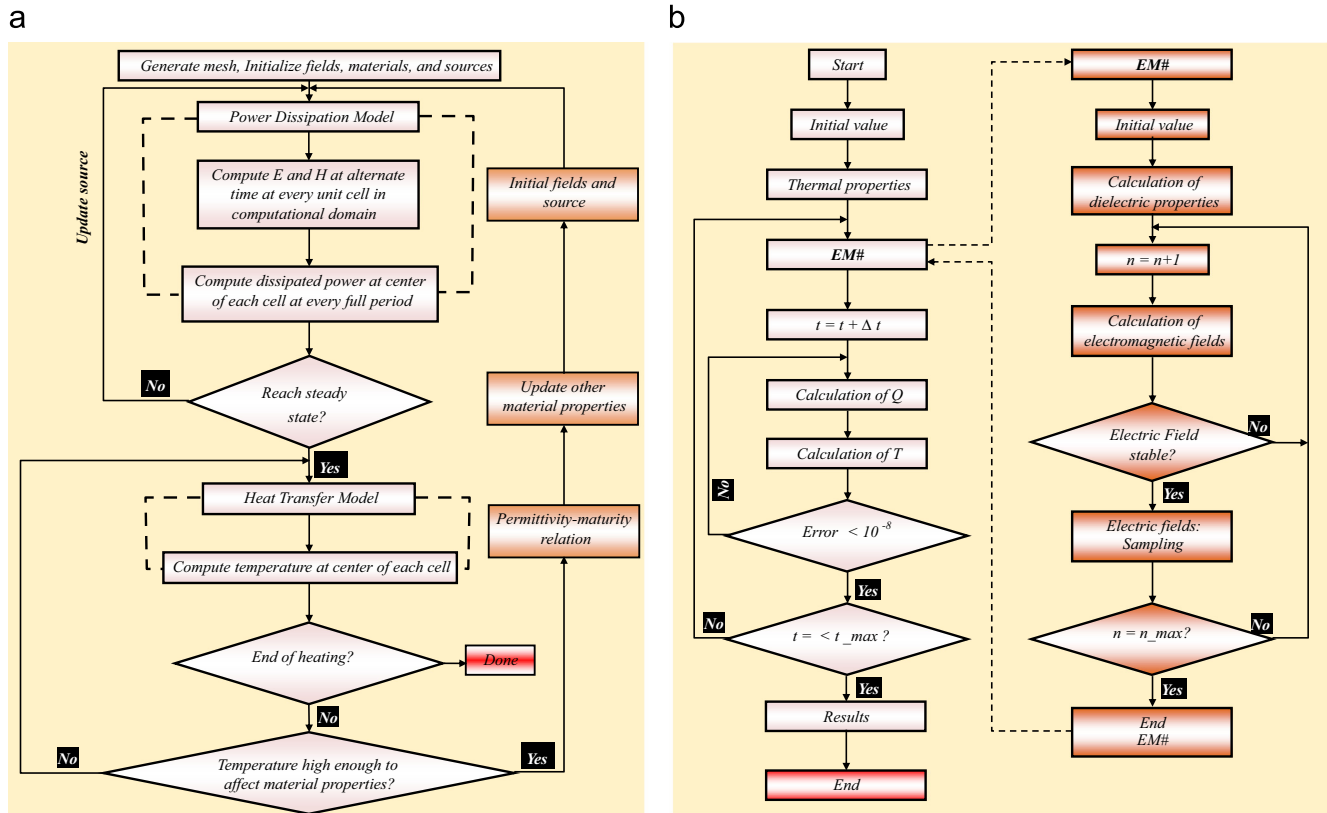 a
Generate mesh, Initialize fields, materials, and sources
Power Dissipation Model
Update source
Compute E and H at alternate
time at every unit cell in
computational domain
Compute dissipated power at center
of each cell at every full period
No
Reach steady
state?
Yes
Heat Transfer Model
Compute temperature at center of each cell
End of heating?
Done
No
No
Temperature high enough to
affect material properties?
Yes
Permittivity-maturity
relation
Update other
material properties
Initial fields and
source
b
Start
Initial value
Thermal properties
EM#
t = t + Δ t
Calculation of Q
Calculation of T
No
Error < 10 -8
Yes
No
t = < t _max ?
Yes
Results
End
EM#
Initial value
Calculation of
dielectric properties
n = n+1
Calculation of
electromagnetic fields
No
Electric Field
stable?
Yes
Electric fields:
Sampling
No
n = n_max?
Yes
End
EM#